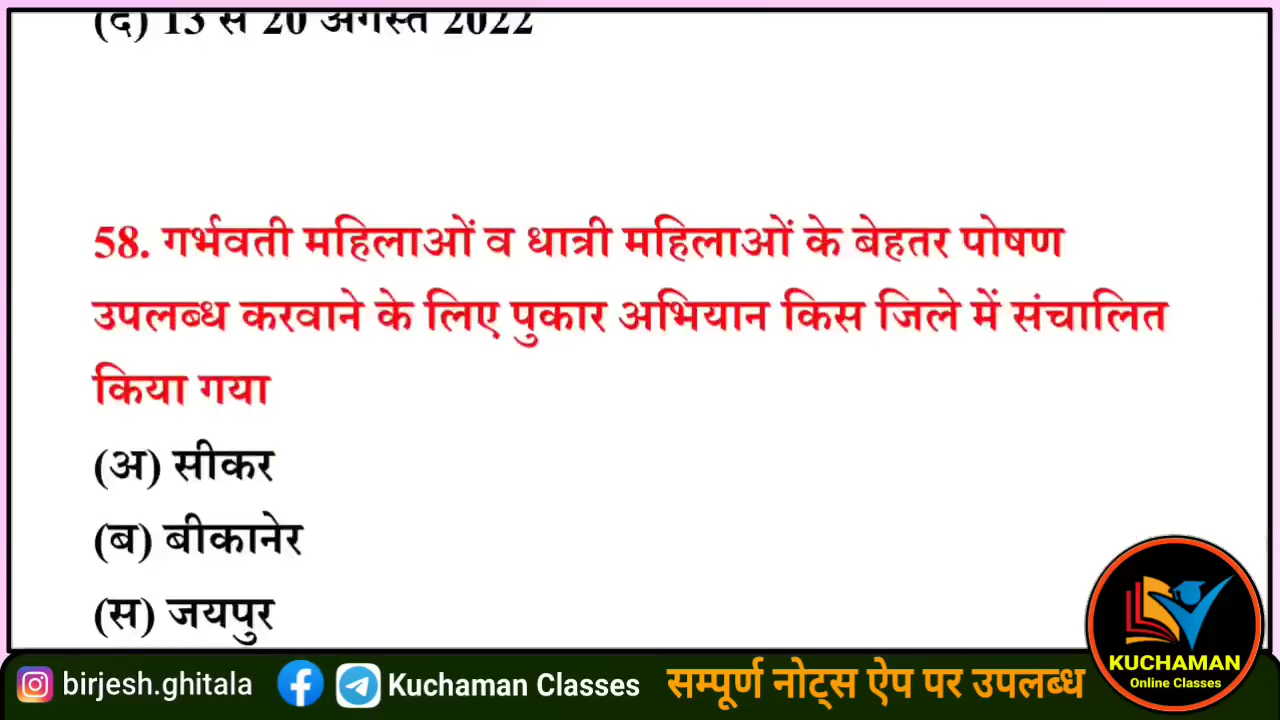 (द) 13 से 20 अगस्त 2022
58. गर्भवती महिलाओं व धात्री महिलाओं के बेहतर पोषण
उपलब्ध करवाने के लिए पुकार अभियान किस जिले में संचालित
किया गया
(अ) सीकर
(ब) बीकानेर
(स) जयपुर
KUCHAMAN
Online Classes
birjesh.ghitala
Kuchaman Classes
सम्पूर्ण नोट्स ऐप पर उपलब्ध